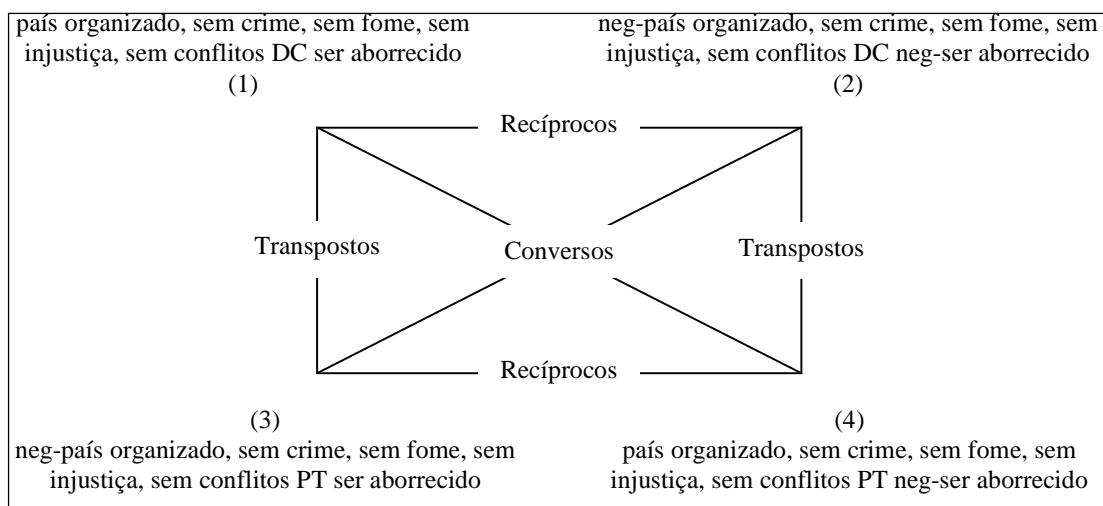 país organizado, sem crime, sem fome, sem
injustiça, sem conflitos DC ser aborrecido
(1)
neg-país organizado, sem crime, sem fome, sem
injustiça, sem conflitos DC neg-ser aborrecido
(2)
Recíprocos
Transpostos
Conversos
Transpostos
Recíprocos
(3)
neg-país organizado, sem crime, sem fome, sem
injustiça, sem conflitos PT ser aborrecido
(4)
país organizado, sem crime, sem fome, sem
injustiça, sem conflitos PT neg-ser aborrecido